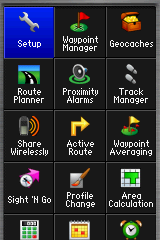 Setup
Waypoint
Manager
Geocaches
Route
Planner
Proximity
Alarms
Track
Manager
Share
Wirelessly
Active
Route
Waypoint
Averaging
Sight 'N Go
Profile
Change
Area
Calculation